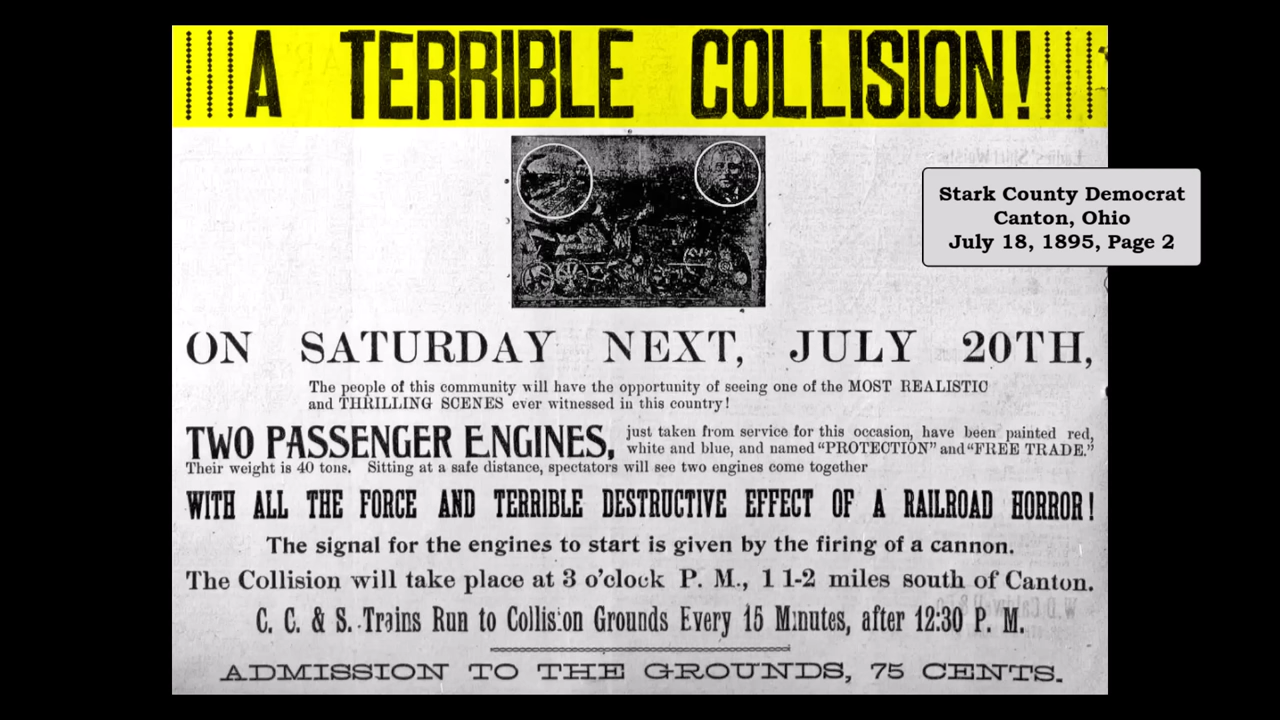 A TERRIBLE COLLISION!
Stark County Democrat
Canton, Ohio
July 18, 1895, Page 2
ON SATURDAY NEXT, JULY 20TH,
The people of this community will have the opportunity of seeing one of the MOST REALISTIC
and THRILLING SCENES ever witnessed in this country!
TWO PASSENGER ENGINES,
just taken from service for this occasion, have been painted red,
white and blue, and named “PROTECTION” and “FREE TRADE.”
Their weight is 40 tons. Sitting at a safe distance, spectators will see two engines come together
WITH ALL THE FORCE AND TERRIBLE DESTRUCTIVE EFFECT OF A RAILROAD HORROR!
The signal for the engines to start is given by the firing of a cannon.
The Collision will take place at 3 o'clock P. M., 1 1-2 miles south of Canton.
C. C. & S. Trains Run to Collision Grounds Every 15 Minutes, after 12:30 P. M.
ADMISSION TO THE GROUNDS, 75 CENTS.